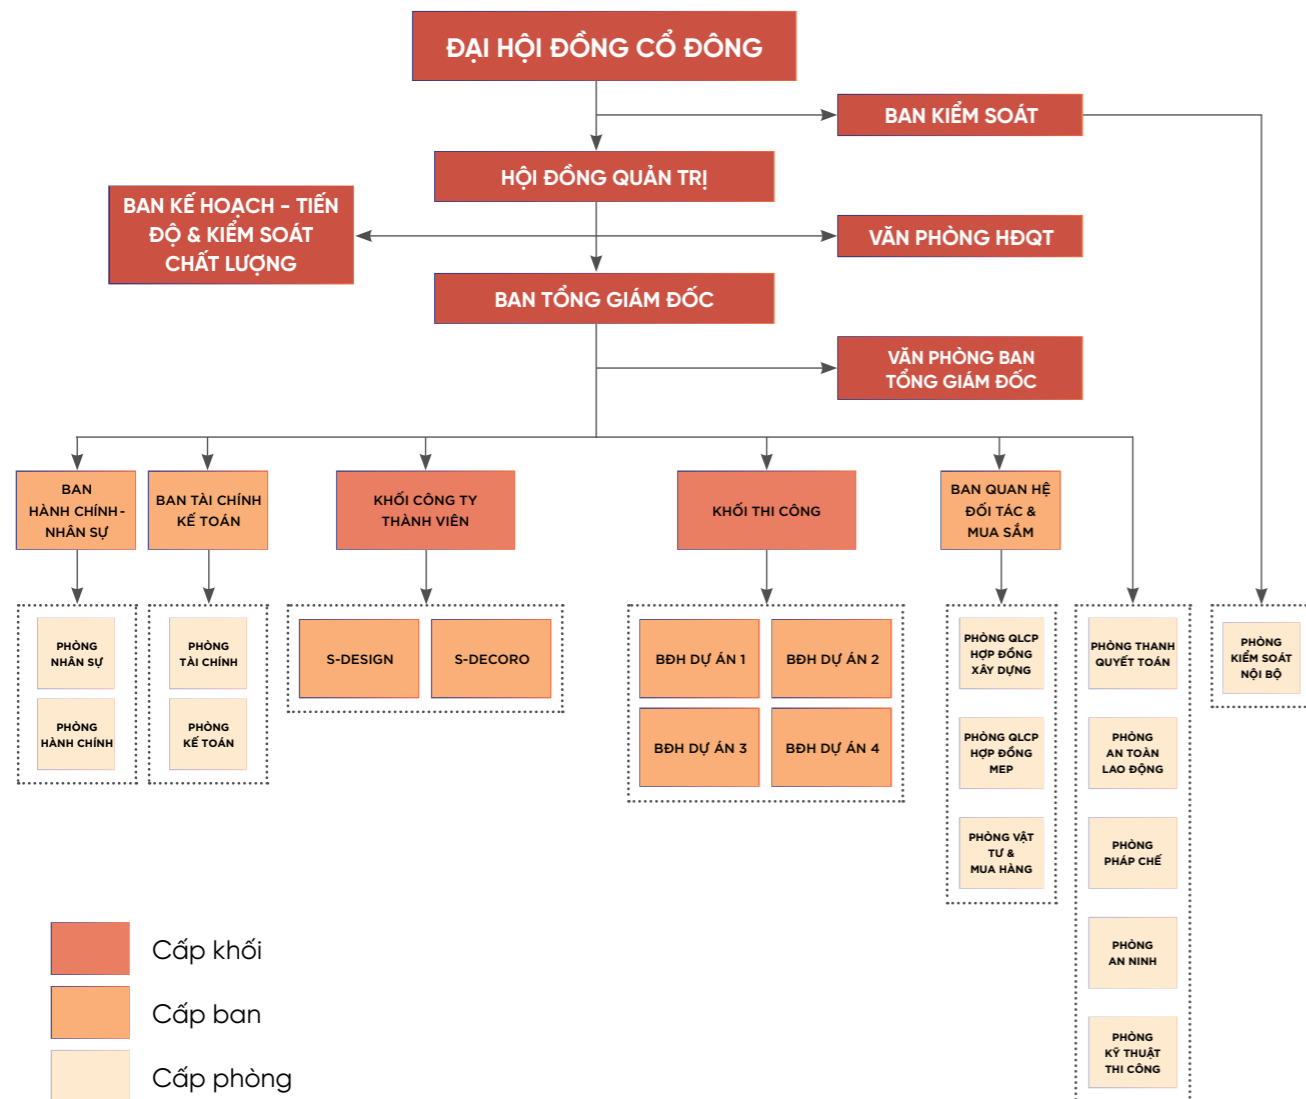 ĐẠI HỘI ĐỒNG CỔ ĐÔNG
BAN KIỂM SOÁT
HỘI ĐỒNG QUẢN TRỊ
BAN KẾ HOẠCH - TIẾN
ĐỘ & KIỂM SOÁT
CHẤT LƯỢNG
VĂN PHÒNG HĐQT
BAN TỔNG GIÁM ĐỐC
VĂN PHÒNG BAN
TỔNG GIÁM ĐỐC
BAN
HÀNH CHÍNH-
NHÂN SỰ
BAN TÀI CHÍNH
KẾ TOÁN
KHỐI CÔNG TY
THÀNH VIÊN
KHỐI THI CÔNG
BAN QUAN HỆ
ĐỐI TÁC &
MUA SẮM
PHÒNG
NHÂN SỰ
PHÒNG
HÀNH CHÍNH
PHÒNG
TÀI CHÍNH
PHÒNG
KẾ TOÁN
S-DESIGN
S-DECORO
BĐH DỰ ÁN 1
BĐH DỰ ÁN 2
BĐH DỰ ÁN 3
BĐH DỰ ÁN 4
PHÒNG QLCP
HỢP ĐỒNG
XÂY DỰNG
PHÒNG QLCP
HỢP ĐỒNG
MEP
PHÒNG VẬT
TƯ &
MUA HÀNG
PHÒNG THANH
QUYẾT TOÁN
PHÒNG
AN TOÀN
LAO ĐỘNG
PHÒNG
PHÁP CHẾ
PHÒNG
AN NINH
PHÒNG
KỸ THUẬT
THI CÔNG
PHÒNG
KIỂM SOÁT
NỘI BỘ
Cấp khối
Cấp ban
Cấp phòng